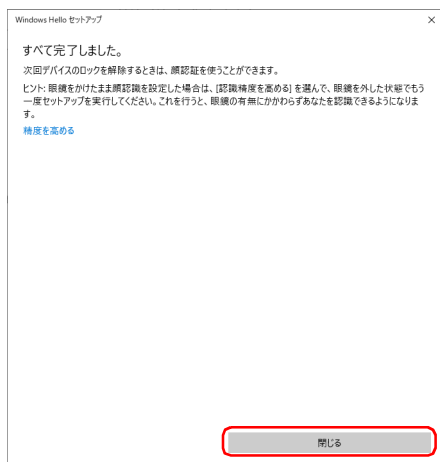 Windows Hello セットアップ
すべて完了しました。
次回デバイスのロックを解除するときは、顔認証を使うことができます。
ヒント: 眼鏡をかけたまま顔認識を設定した場合は、[認識精度を高める] を選んで、眼鏡を外した状態でもう
一度セットアップを実行してください。これを行うと、眼鏡の有無にかかわらずあなたを認識できるようになりま
す。
精度を高める
閉じる